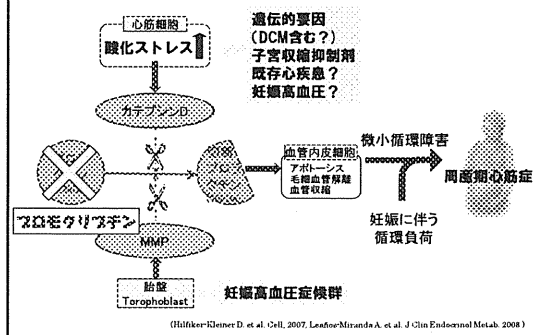 心筋細胞
酸化ストレス
遺伝的要因
(DCM含む?)
子宮収縮抑制剤
既存心疾患?
妊娠高血圧?
カテプシンD
血管内皮細胞
アポトーシス
毛細血管解離
血管収縮
微小循環障害
周産期心筋症
妊娠に伴う
循環負荷
ブロモクリプチン
MMP
胎盤
Torophoblast
妊娠高血圧症候群
(Hilfiker-Kleiner D. et al. Cell, 2007, Leaños-Miranda A. et al. J Clin Endocrinol Metab. 2008)